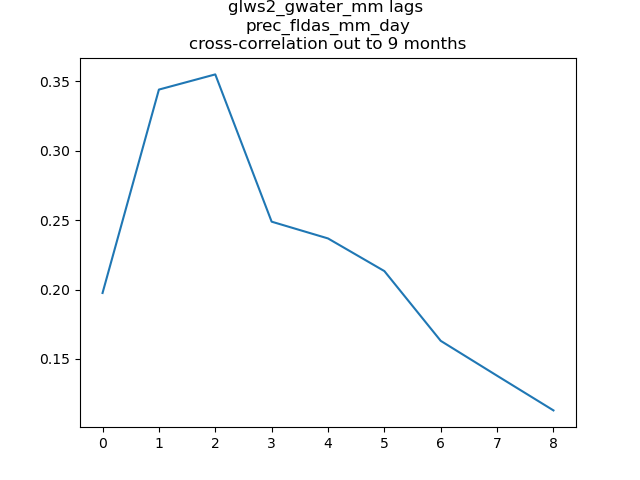 glws2_gwater_mm lags
prec_fldas_mm_day
cross-correlation out to 9 months
0.35
0.30
0.25
0.20
0.15
0 1 2 3 4 5 6 7 8